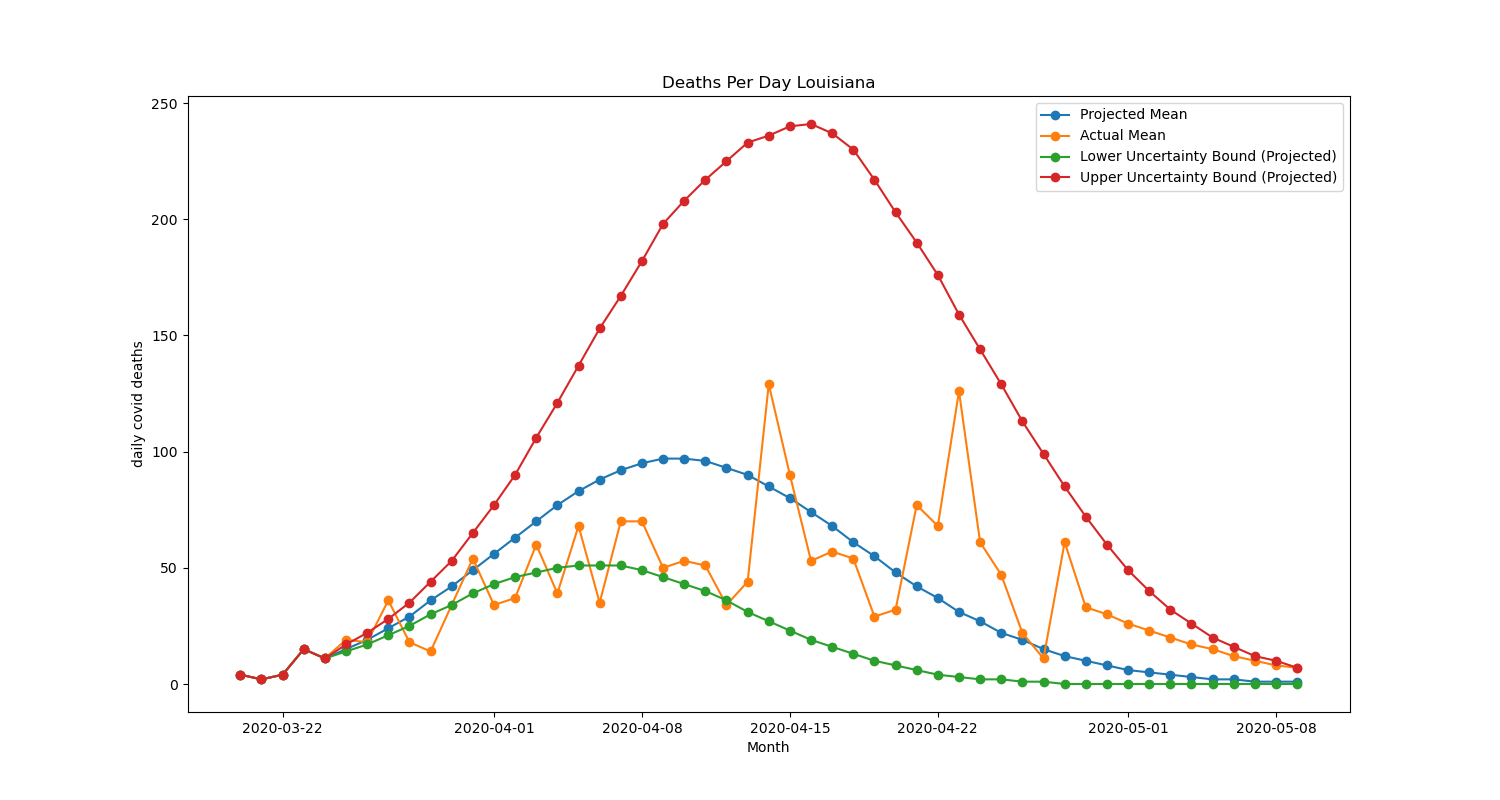 Deaths Per Day Louisiana
250
200
150
100
50
0
daily covid deaths
Projected Mean
Actual Mean
Lower Uncertainty Bound (Projected)
Upper Uncertainty Bound (Projected)
2020-03-22 2020-04-01 2020-04-08 2020-04-15 2020-04-22 2020-05-01 2020-05-08
Month